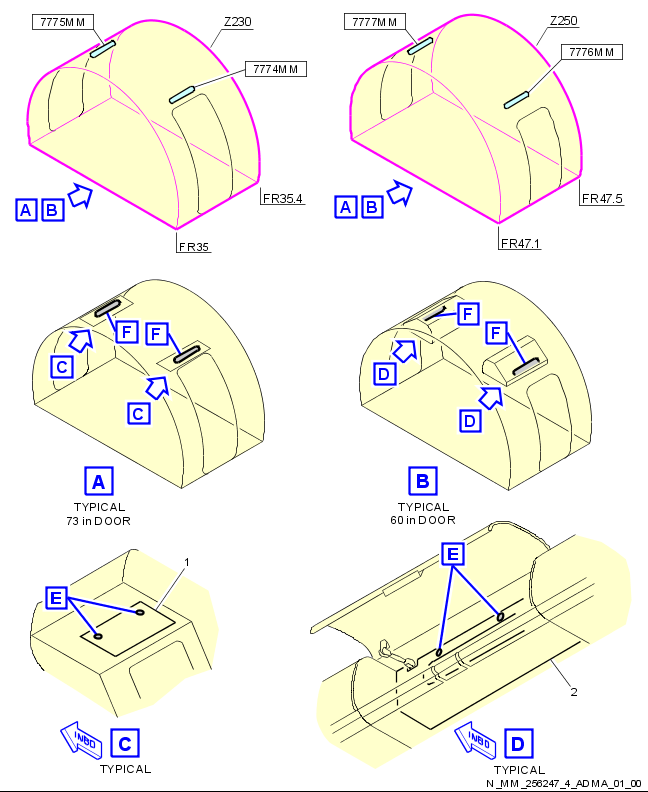 7775MM
Z230
7774MM
A B
FR35.4
FR35
7777MM
Z250
7776MM
A B
FR47.5
FR47.1
F
F
C
C
A
TYPICAL
73 in DOOR
F
F
D
D
B
TYPICAL
60 in DOOR
1
E
INBD
C
TYPICAL
E
2
INBD
D
TYPICAL
N_MM_256247_4_ADMA_01_00